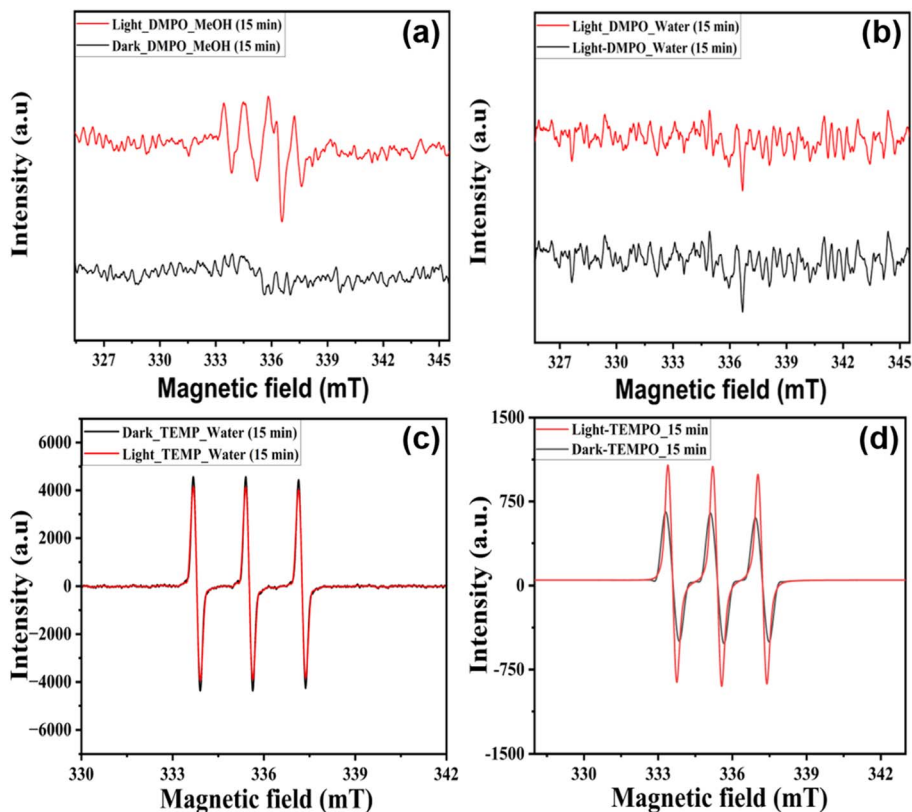 Light_DMPO_MeOH (15 min)
Dark_DMPO_MeOH (15 min)
(a)
Intensity (a.u)
327 330 333 336 339 342 345
Magnetic field (mT)
Light_DMPO_Water (15 min)
Light-DMPO_Water (15 min)
(b)
Intensity (a.u)
327 330 333 336 339 342 345
Magnetic field (mT)
Dark_TEMP_Water (15 min)
Light_TEMP_Water (15 min)
(c)
Intensity (a.u)
6000
4000
2000
0
−2000
−4000
−6000
330 333 336 339 342
Magnetic field (mT)
Light-TEMPO_15 min
Dark-TEMPO_15 min
(d)
Intensity (a.u.)
1500
750
0
-750
-1500
330 333 336 339 342
Magnetic field (mT)